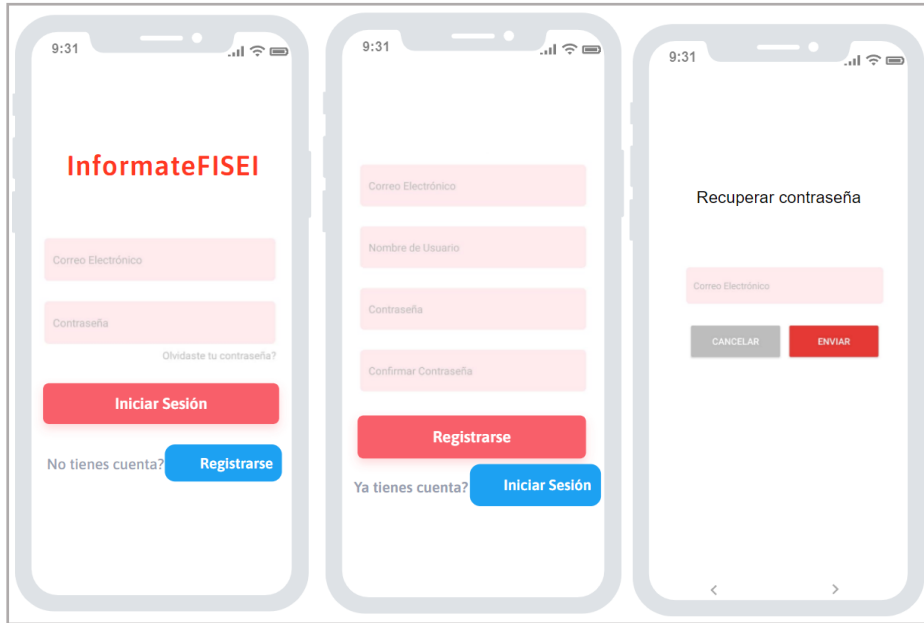 9:31
InformateFISEI
Correo Electrónico
Contraseña
Olvidaste tu contraseña?
Iniciar Sesión
No tienes cuenta?
Registrarse
9:31
Correo Electrónico
Nombre de Usuario
Contraseña
Confirmar Contraseña
Registrarse
Ya tienes cuenta?
Iniciar Sesión
9:31
Recuperar contraseña
Correo Electrónico
CANCELAR
ENVIAR